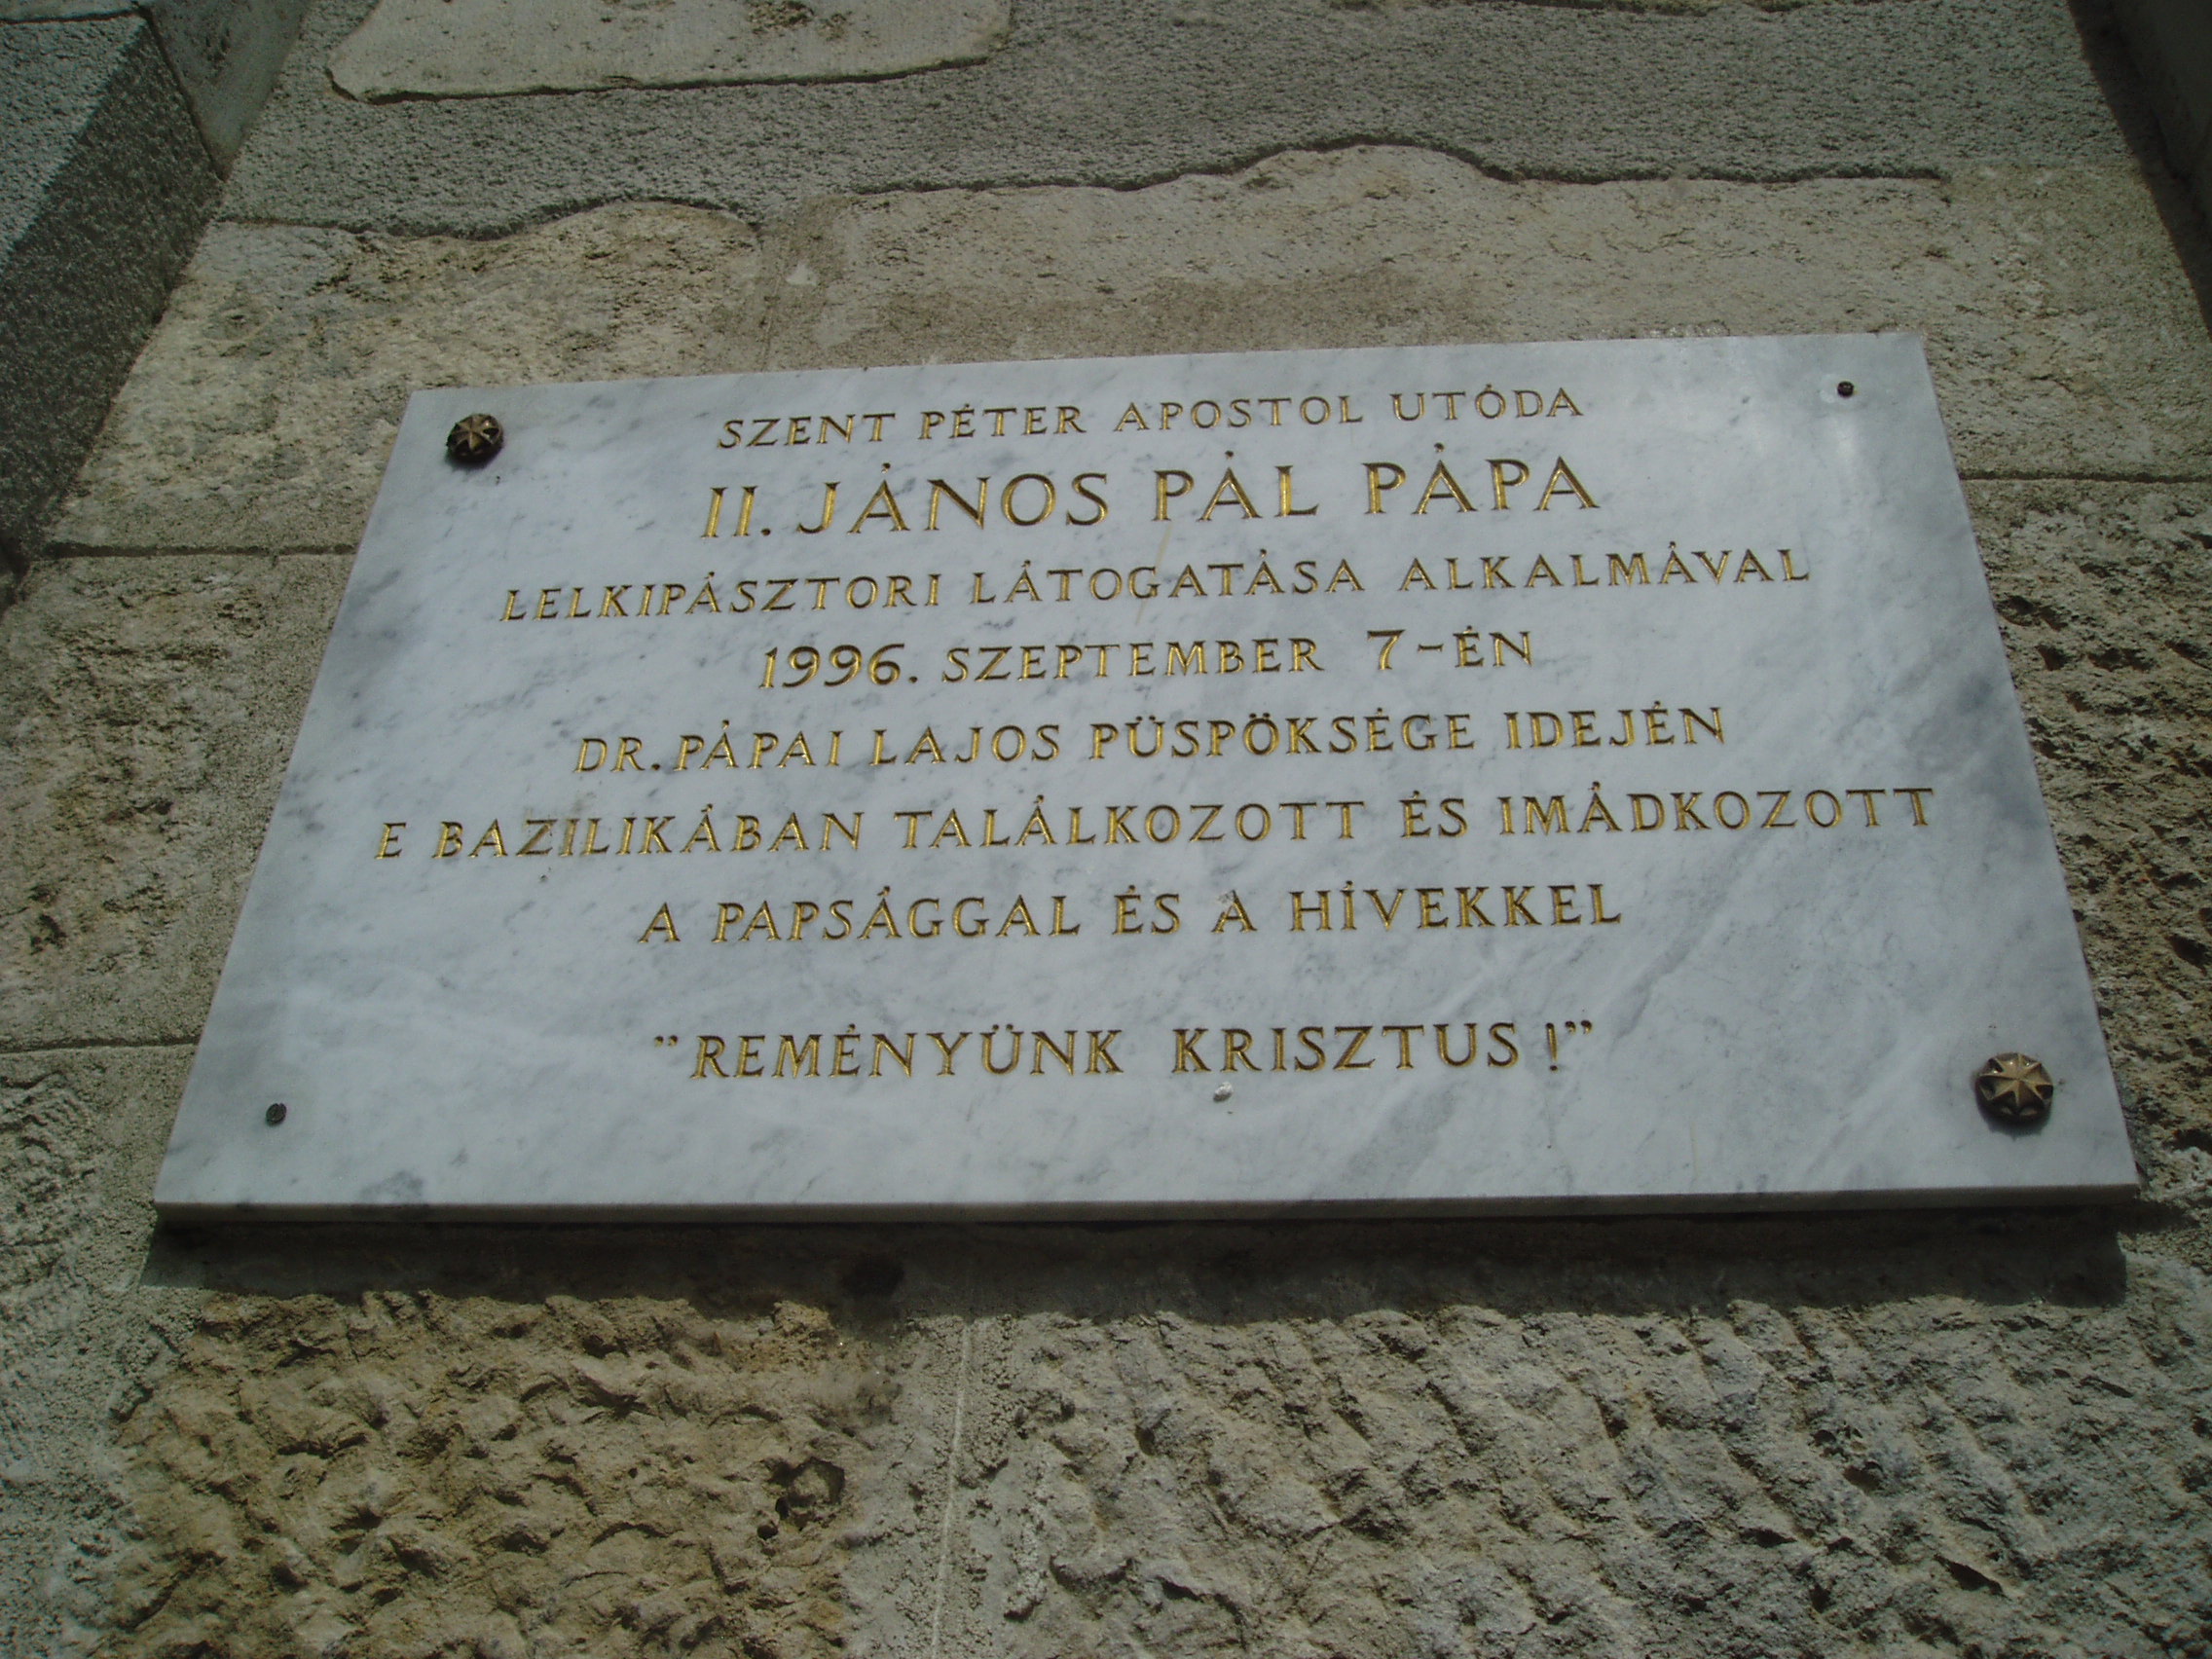 SZENT PÉTER APOSTOL UTÓDA
II. JÁNOS PÁL PÁPA
LELKIPÁSZTORI LÁTOGATÁSA ALKALMÁVAL
1996. SZEPTEMBER 7-ÉN
DR. PÁPAI LAJOS PÜSPÖKSÉGE IDEJÉN
E BAZILIKÁBAN TALÁLKOZOTT ÉS IMÁDKOZOTT
A PAPSÁGGAL ÉS A HÍVEKKEL
"REMÉNYÜNK KRISZTUS!"